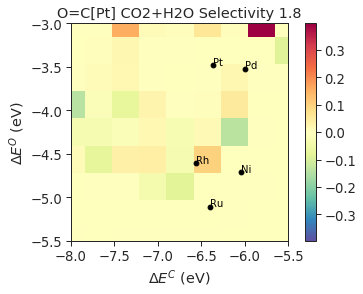 O=C[Pt] CO2+H2O Selectivity 1.8
−3.0
−3.5
−4.0
−4.5
−5.0
−5.5
ΔE^O (eV)
Pt
Pd
Rh
Ni
Ru
−8.0 −7.5 −7.0 −6.5 −6.0 −5.5
ΔE^C (eV)
0.3
0.2
0.1
0.0
−0.1
−0.2
−0.3